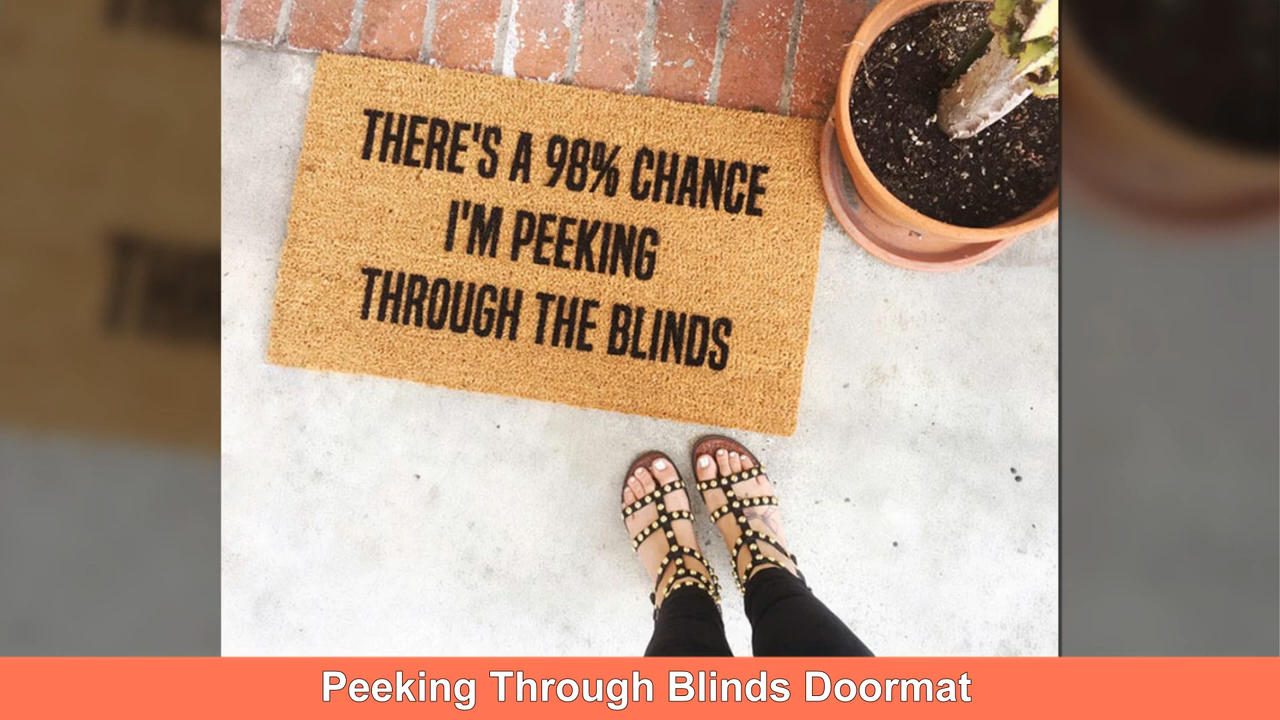 THERE'S A 98% CHANCE
I'M PEEKING
THROUGH THE BLINDS
Peeking Through Blinds Doormat